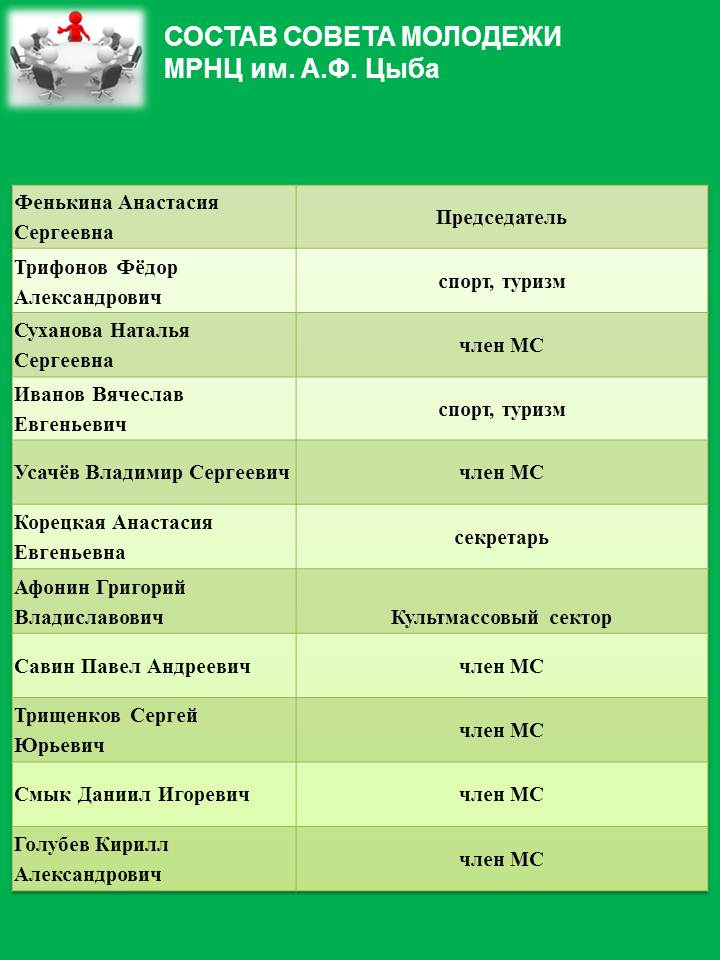 СОСТАВ СОВЕТА МОЛОДЕЖИ
МРНЦ им. А.Ф. Цыба
Фенькина Анастасия
Сергеевна
Председатель
Трифонов Фёдор
Александрович
спорт, туризм
Суханова Наталья
Сергеевна
член МС
Иванов Вячеслав
Евгеньевич
спорт, туризм
Усачёв Владимир Сергеевич
член МС
Корецкая Анастасия
Евгеньевна
секретарь
Афонин Григорий
Владиславович
Культмассовый сектор
Савин Павел Андреевич
член МС
Трищенков Сергей
Юрьевич
член МС
Смык Даниил Игоревич
член МС
Голубев Кирилл
Александрович
член МС